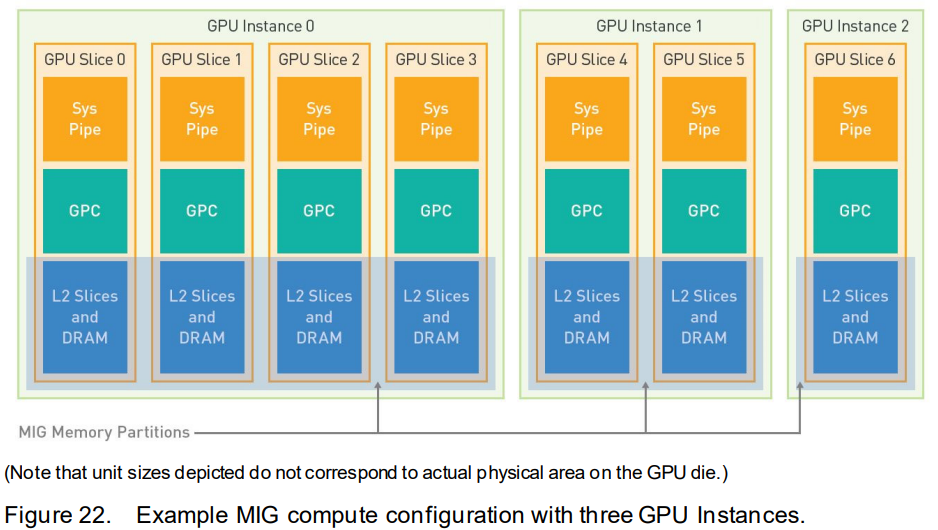 GPU Instance 0
GPU Instance 1
GPU Instance 2
GPU Slice 0
GPU Slice 1
GPU Slice 2
GPU Slice 3
GPU Slice 4
GPU Slice 5
GPU Slice 6
Sys
Pipe
Sys
Pipe
Sys
Pipe
Sys
Pipe
Sys
Pipe
Sys
Pipe
Sys
Pipe
GPC
GPC
GPC
GPC
GPC
GPC
GPC
L2 Slices
and
DRAM
L2 Slices
and
DRAM
L2 Slices
and
DRAM
L2 Slices
and
DRAM
L2 Slices
and
DRAM
L2 Slices
and
DRAM
L2 Slices
and
DRAM
MIG Memory Partitions
(Note that unit sizes depicted do not correspond to actual physical area on the GPU die.)
Figure 22. Example MIG compute configuration with three GPU Instances.